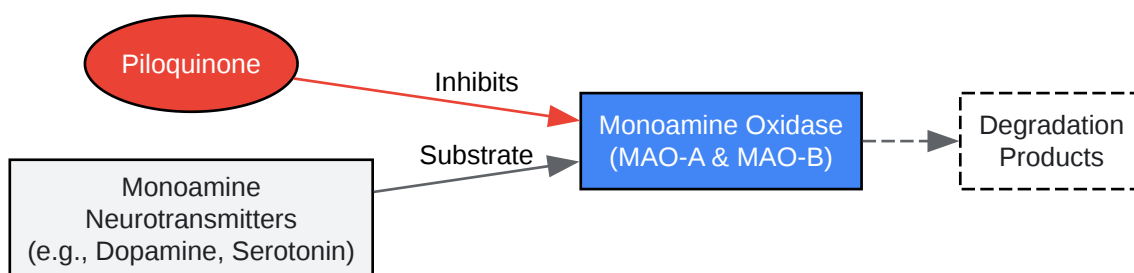 Piloquinone
Inhibits
Monoamine Oxidase
(MAO-A & MAO-B)
Degradation
Products
Substrate
Monoamine
Neurotransmitters
(e.g., Dopamine, Serotonin)